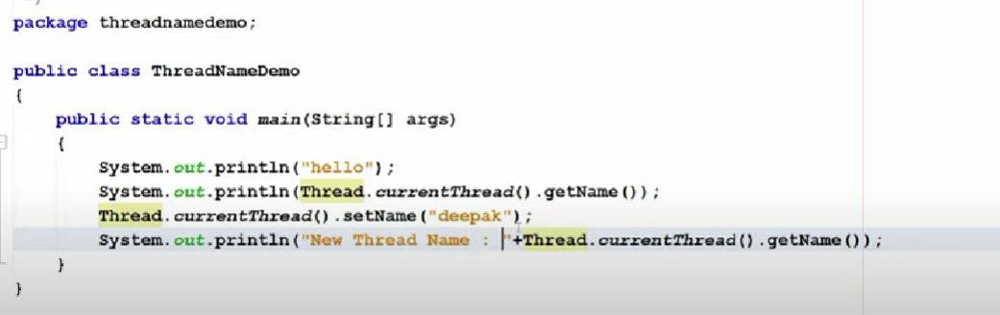 */
package threadnamedemo;
public class ThreadNameDemo
{
public static void main(String[] args)
{
System.out.println("hello");
System.out.println(Thread.currentThread().getName());
Thread.currentThread().setName("deepak");
System.out.println("New Thread Name : "+Thread.currentThread().getName());
}
}